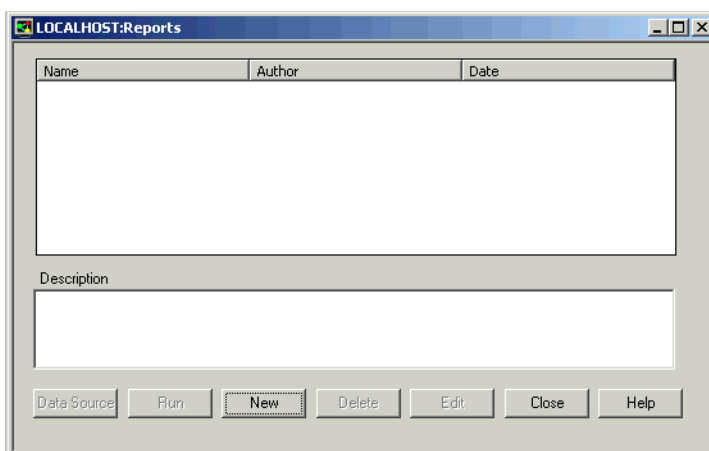 LOCALHOST:Reports
Name Author Date
Description
Data Source Run New Delete Edit Close Help